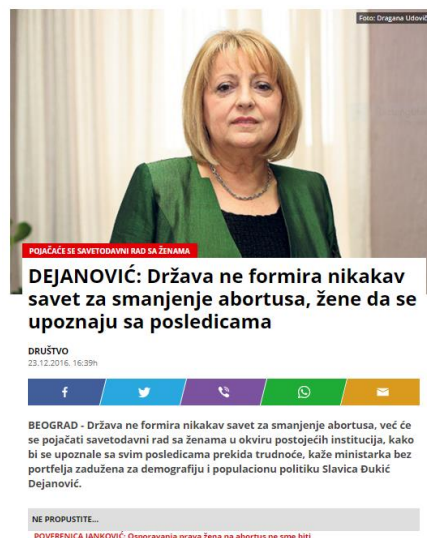 Foto: Dragana Udovič
POJAČAĆE SE SAVETODAVNI RAD SA ŽENAMA
DEJANOVIĆ: Država ne formira nikakav
savet za smanjenje abortusa, žene da se
upoznaju sa posledicama
DRUŠTVO
23.12.2016. 16:39h
BEOGRAD - Država ne formira nikakav savet za smanjenje abortusa, već će
se pojačati savetodavni rad sa ženama u okviru postojećih institucija, kako
bi se upoznale sa svim posledicama prekida trudnoće, kaže ministarka bez
portfelja zadužena za demografiju i populacionu politiku Slavica Đukić
Dejanović.
NE PROPUSTITE...
POVERENICA JANKOVIĆ: Osporavanja prava žena na abortus ne sme biti